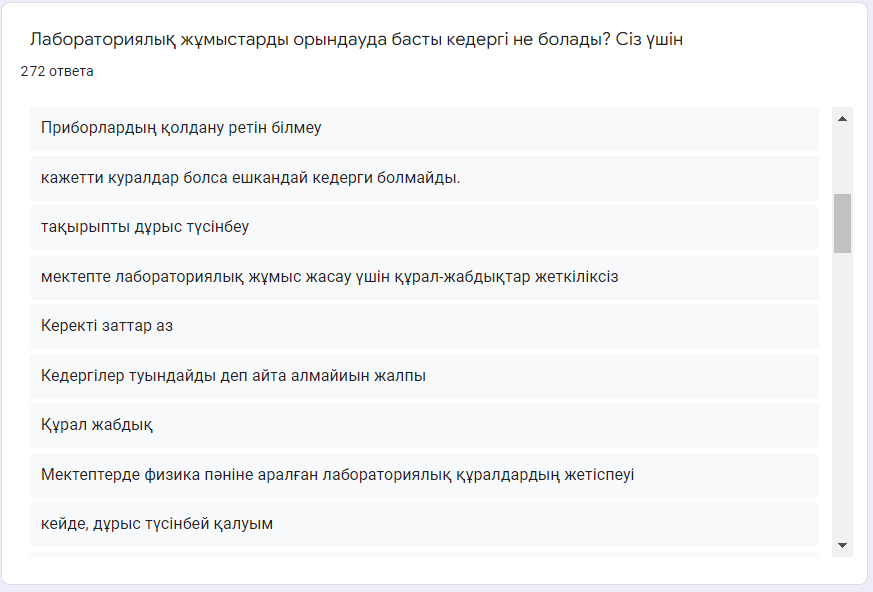 Лабораториялық жұмыстарды орындауда басты кедергі не болады? Сіз үшін
272 ответа
Приборлардың қолдану ретін білмеу
кажетти куралдар болса ешкандай кедерги болмайды.
тақырыпты дұрыс түсінбеу
мектепте лабораториялық жұмыс жасау үшін құрал-жабдықтар жеткіліксіз
Керекті заттар аз
Кедергілер туындайды деп айта алмайиын жалпы
Құрал жабдық
Мектептерде физика пәніне аралған лабораториялық құралдардың жетіспеуі
кейде, дұрыс түсінбей қалуым